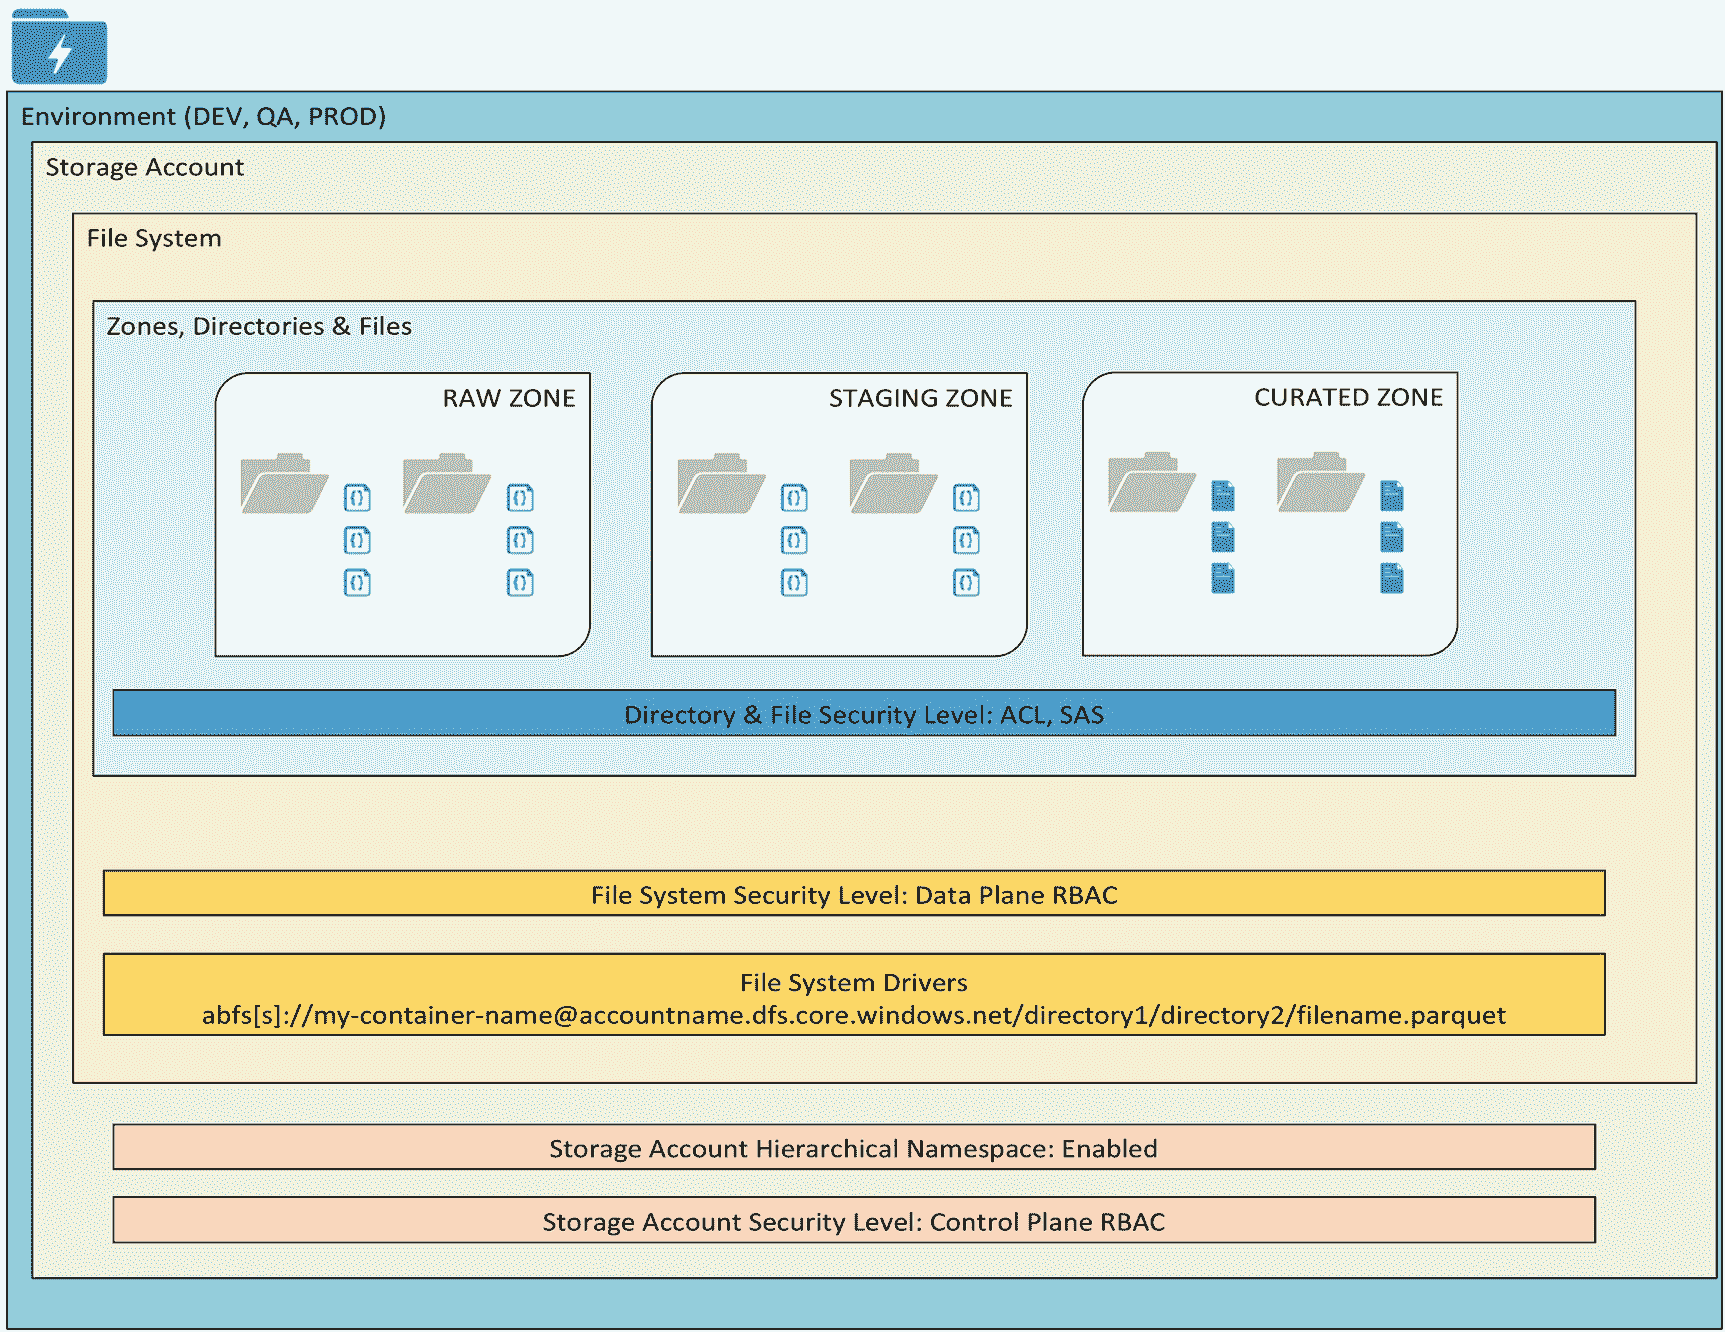 Environment (DEV, QA, PROD)
Storage Account
File System
Zones, Directories & Files
RAW ZONE
STAGING ZONE
CURATED ZONE
Directory & File Security Level: ACL, SAS
File System Security Level: Data Plane RBAC
File System Drivers
abfs[s]://my-container-name@accountname.dfs.core.windows.net/directory1/directory2/filename.parquet
Storage Account Hierarchical Namespace: Enabled
Storage Account Security Level: Control Plane RBAC